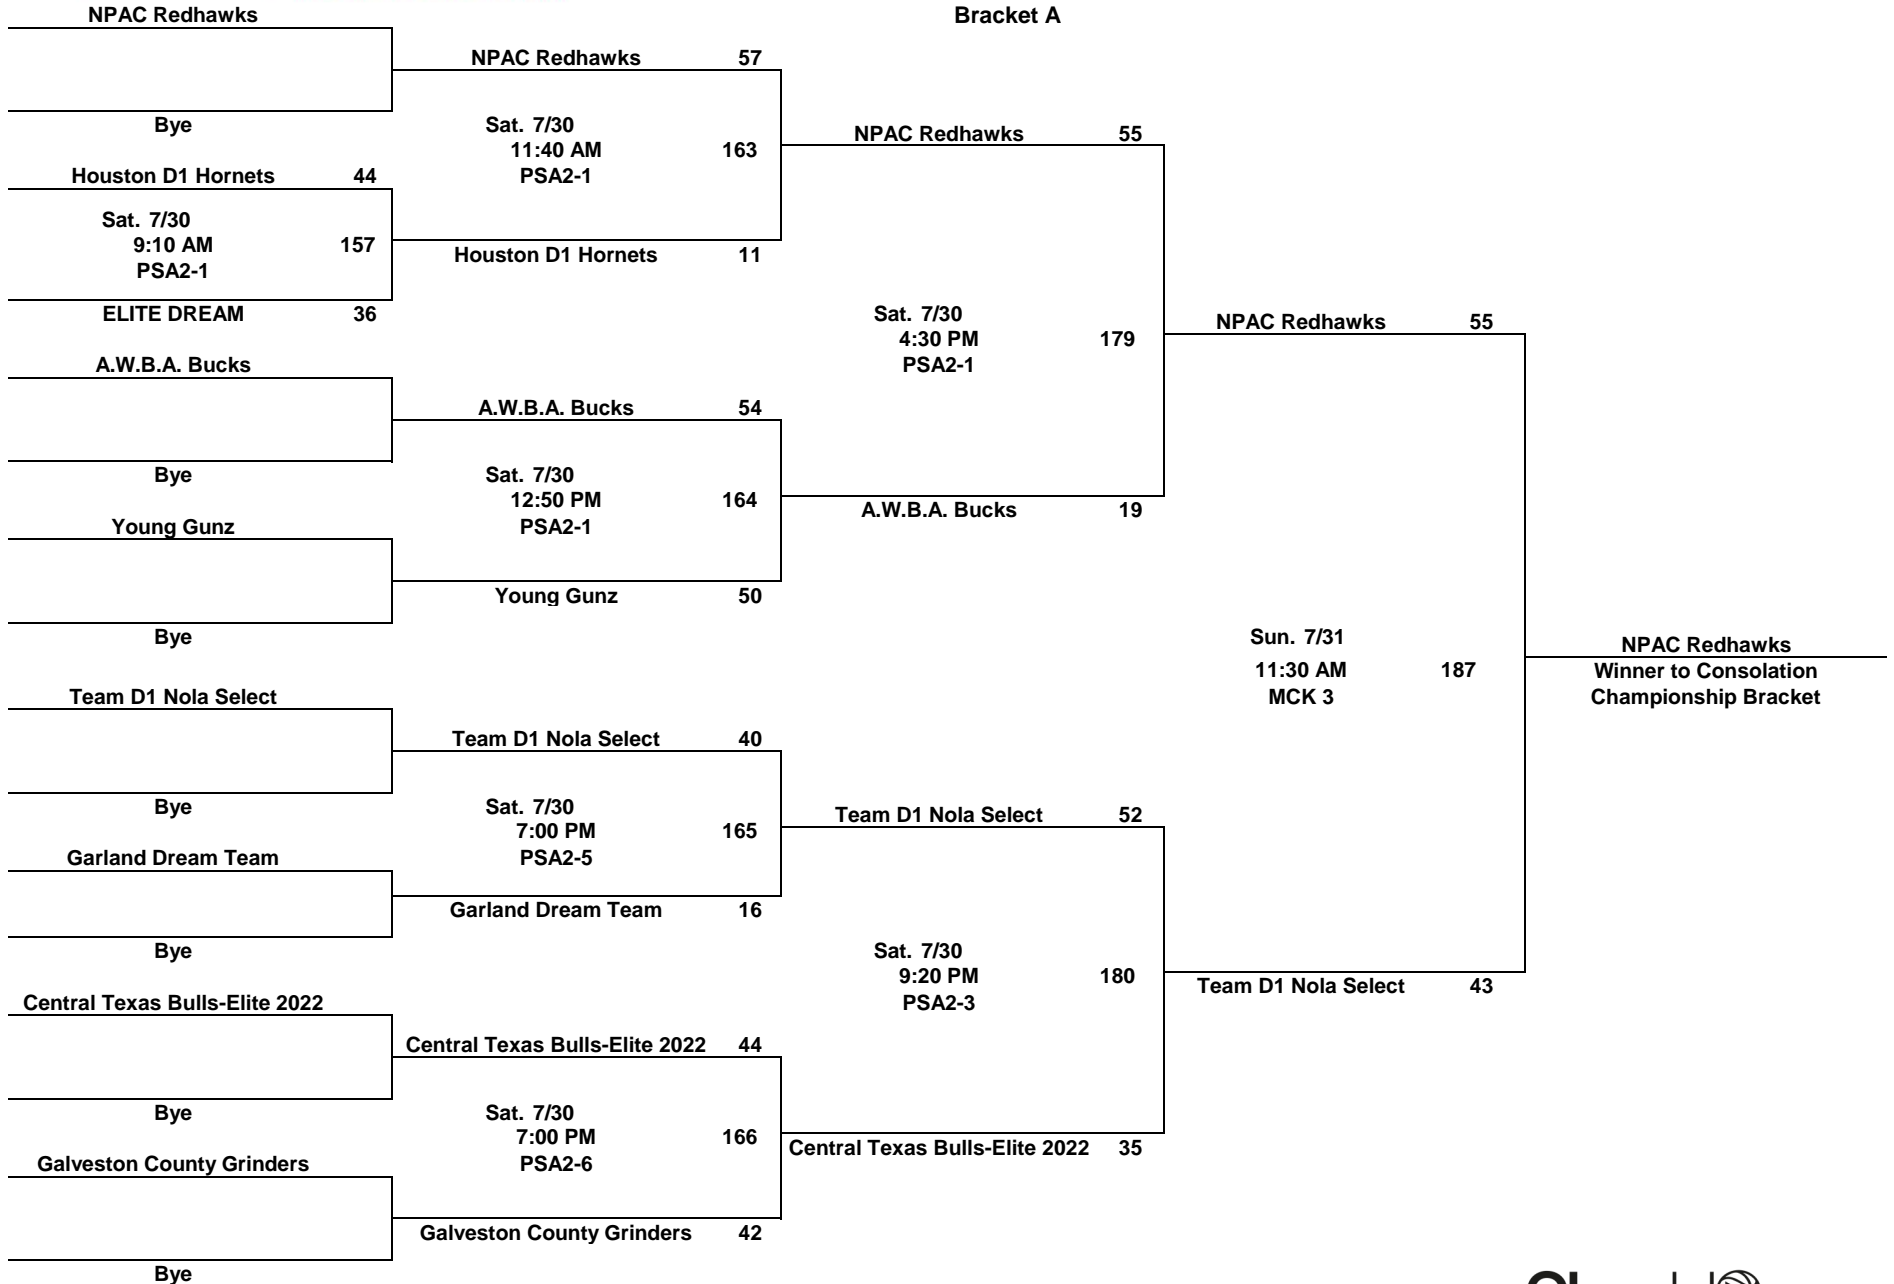 Bracket A
NPAC Redhawks
Bye
Houston D1 Hornets 44
Sat. 7/30
9:10 AM 157
PSA2-1
ELITE DREAM 36
A.W.B.A. Bucks
Bye
Young Gunz
Bye
Team D1 Nola Select
Bye
Garland Dream Team
Bye
Central Texas Bulls-Elite 2022
Bye
Galveston County Grinders
Bye
NPAC Redhawks 57
Sat. 7/30
11:40 AM 163
PSA2-1
Houston D1 Hornets 11
A.W.B.A. Bucks 54
Sat. 7/30
12:50 PM 164
PSA2-1
Young Gunz 50
Team D1 Nola Select 40
Sat. 7/30
7:00 PM 165
PSA2-5
Garland Dream Team 16
Central Texas Bulls-Elite 2022 44
Sat. 7/30
7:00 PM 166
PSA2-6
Galveston County Grinders 42
NPAC Redhawks 55
Sat. 7/30
4:30 PM 179
PSA2-1
A.W.B.A. Bucks 19
Team D1 Nola Select 52
Sat. 7/30
9:20 PM 180
PSA2-3
Central Texas Bulls-Elite 2022 35
NPAC Redhawks 55
Sun. 7/31
11:30 AM 187
MCK 3
Team D1 Nola Select 43
NPAC Redhawks
Winner to Consolation
Championship Bracket